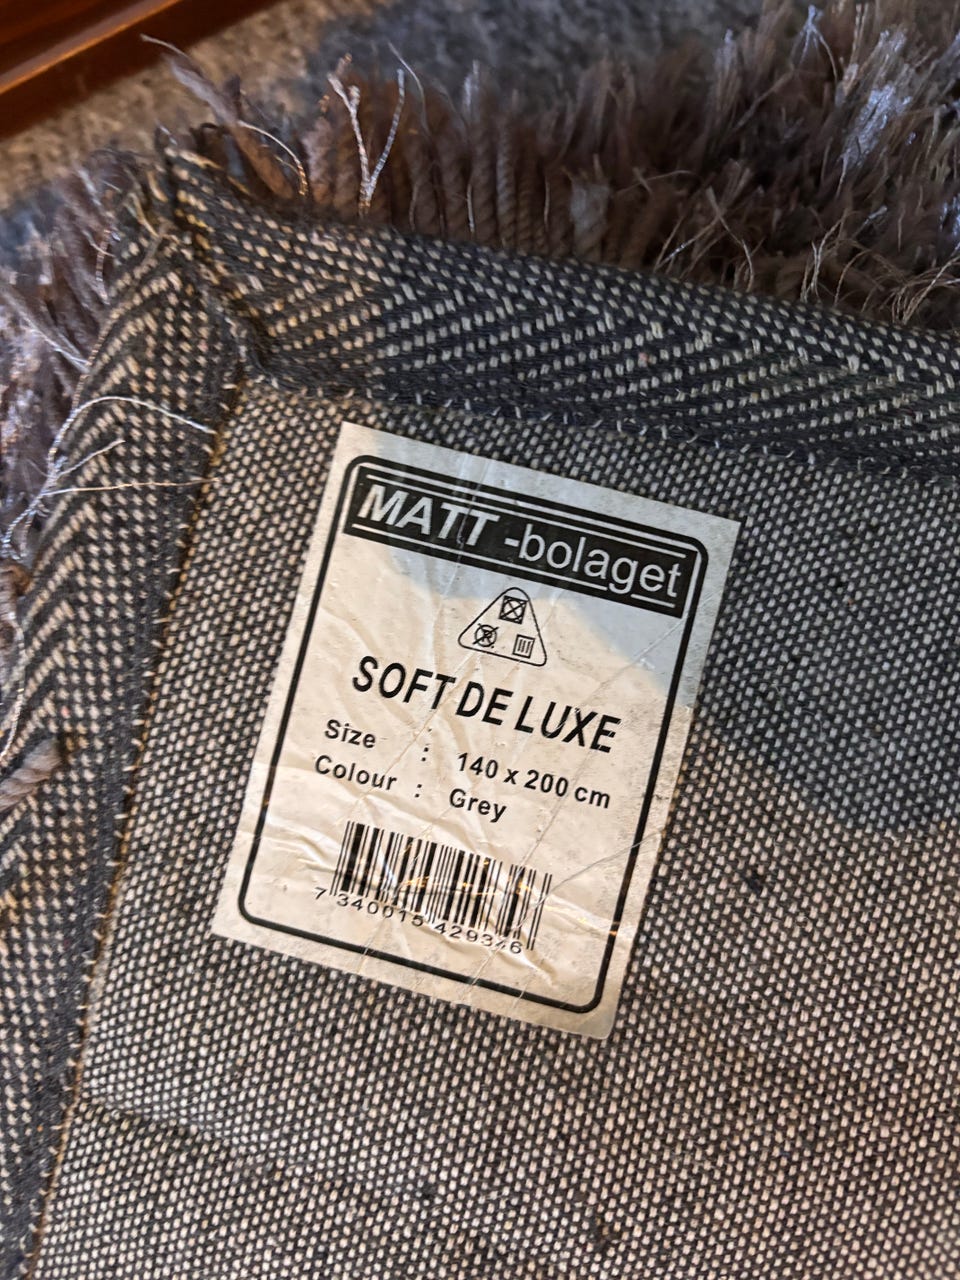 MATT -bolaget
SOFT DE LUXE
Size : 140 x 200 cm
Colour : Grey
7 340015 429346